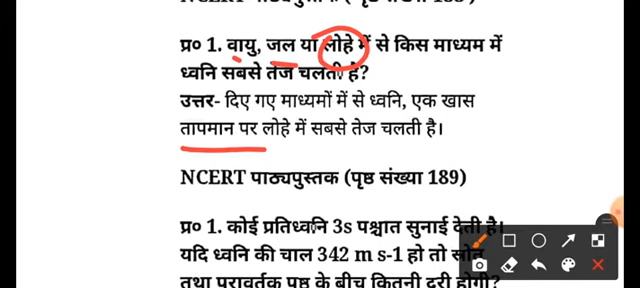 NCERT पाठ्यपुस्तक (पृष्ठ संख्या 188)
प्र० 1. वायु, जल या लोहे में से किस माध्यम में
ध्वनि सबसे तेज चलती है?
उत्तर- दिए गए माध्यमों में से ध्वनि, एक खास
तापमान पर लोहे में सबसे तेज चलती है।
NCERT पाठ्यपुस्तक (पृष्ठ संख्या 189)
प्र० 1. कोई प्रतिध्वनि 3s पश्चात सुनाई देती है।
यदि ध्वनि की चाल 342 m s-1 हो तो स्रोत
तथा परावर्तक पृष्ठ के बीच कितनी दूरी होगी?